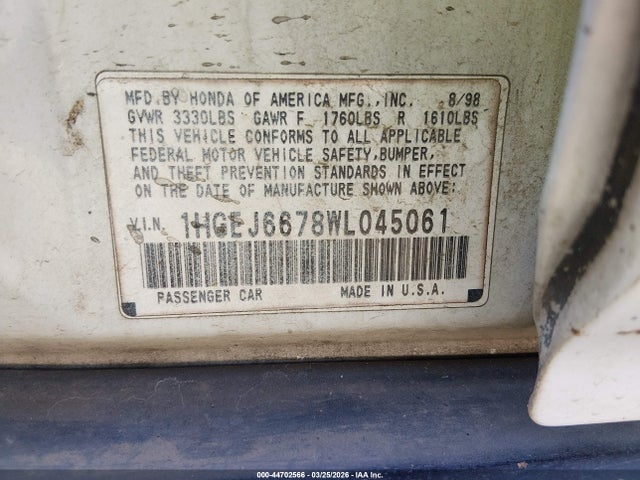 MFD.BY HONDA OF AMERICA MFG.,INC. 8/98
GVWR 3330LBS GAWR F 1760LBS R 1610LBS
THIS VEHICLE CONFORMS TO ALL APPLICABLE
FEDERAL MOTOR VEHICLE SAFETY,BUMPER,
AND THEFT PREVENTION STANDARDS IN EFFECT
ON THE DATE OF MANUFACTURE SHOWN ABOVE:
V.I.N. 1HGEJ6678WL045061
PASSENGER CAR MADE IN U.S.A.
000-44702566 - 03/25/2026 - IAA Inc.